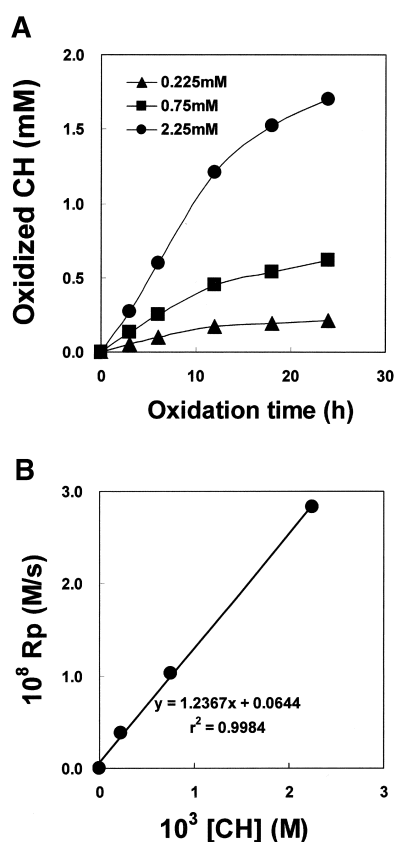 A
2.0
1.5
1.0
0.5
0.0
Oxidized CH (mM)
0.225mM
0.75mM
2.25mM
0 10 20 30
Oxidation time (h)
B
3.0
2.0
1.0
0.0
10⁸ Rp (M/s)
y = 1.2367x + 0.0644
r² = 0.9984
0 1 2 3
10³ [CH] (M)